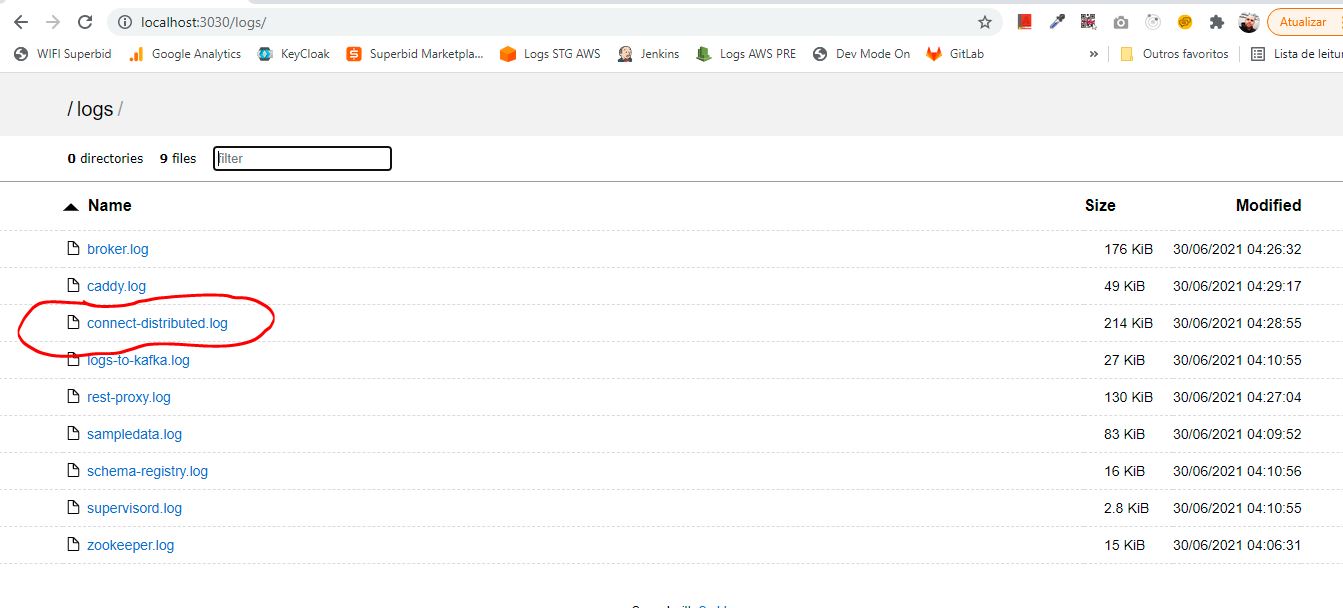 localhost:3030/logs/
Atualizar
WIFI Superbid
Google Analytics
KeyCloak
Superbid Marketpla...
Logs STG AWS
Jenkins
Logs AWS PRE
Dev Mode On
GitLab
»
Outros favoritos
Lista de leitu
/ logs /
0 directories 9 files filter
Name Size Modified
broker.log 176 KiB 30/06/2021 04:26:32
caddy.log 49 KiB 30/06/2021 04:29:17
connect-distributed.log 214 KiB 30/06/2021 04:28:55
logs-to-kafka.log 27 KiB 30/06/2021 04:10:55
rest-proxy.log 130 KiB 30/06/2021 04:27:04
sampledata.log 83 KiB 30/06/2021 04:09:52
schema-registry.log 16 KiB 30/06/2021 04:10:56
supervisord.log 2.8 KiB 30/06/2021 04:10:55
zookeeper.log 15 KiB 30/06/2021 04:06:31